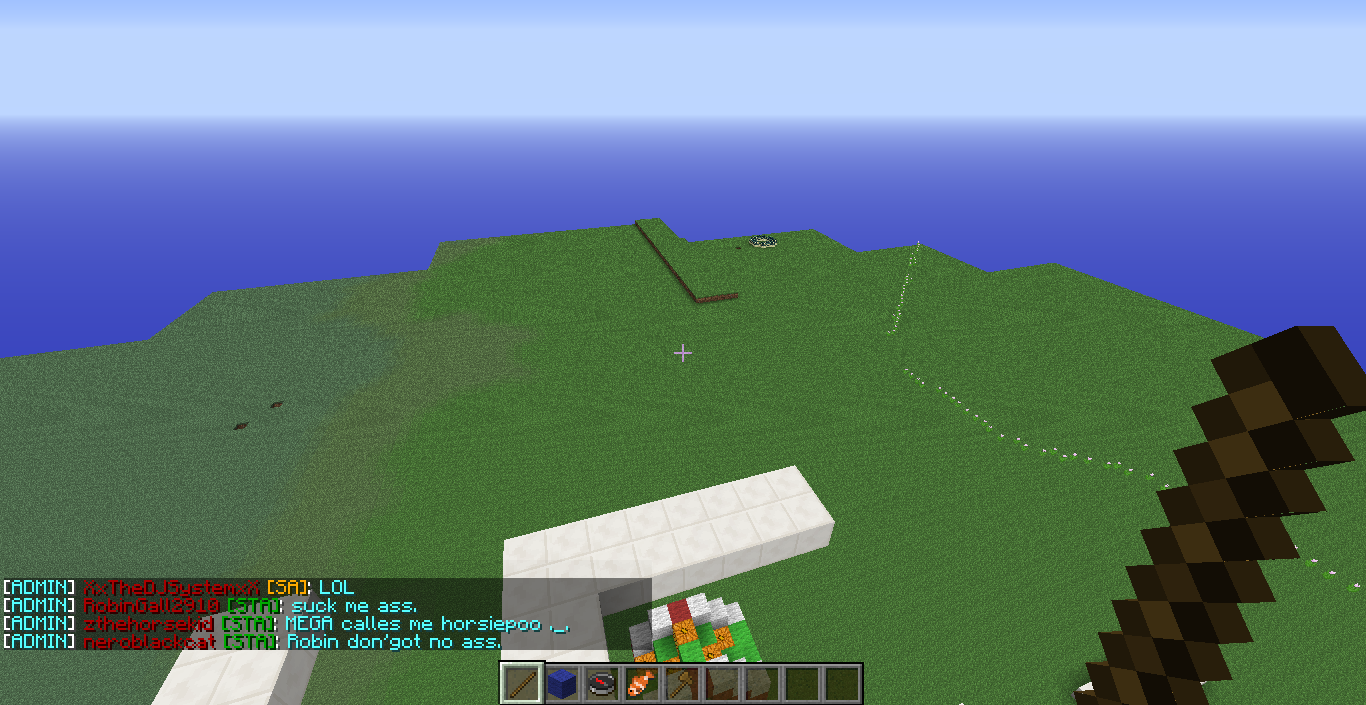 [ADMIN] XxTheDJSystemxX [SA]: LOL
[ADMIN] RobinGall2910 [STA]: suck me ass.
[ADMIN] zthehorsekid [STA]: MEGA calles me horsiepoo ._.
[ADMIN] neroblackcat [STA]: Robin don'got no ass.